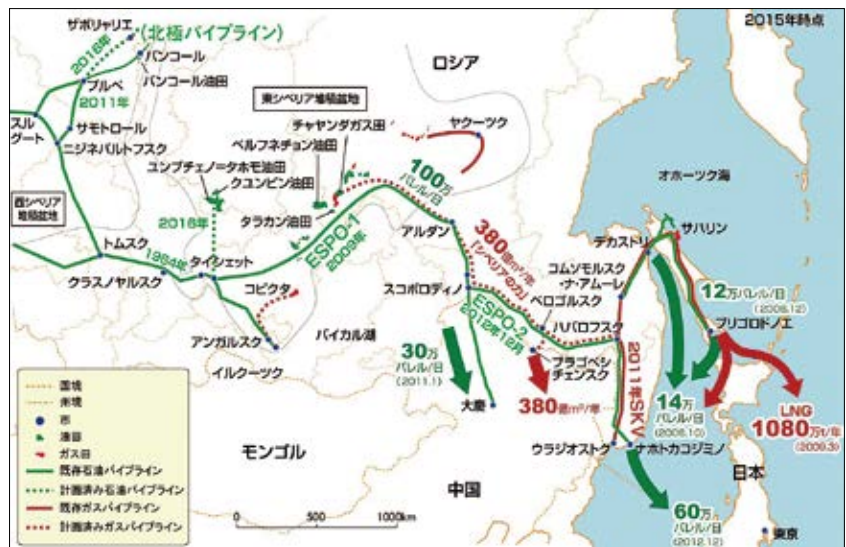 2015年時点
ザポリャリエ
(北極パイプライン)
2016年
バンコール
バンコール油田
プルペ
2011年
ロシア
スル
グート
サモトロール
ニジネバルトフスク
東シベリア堆積盆地
チャヤンダガス田
ヤクーツク
ベルフネチョン油田
ユンブチェノ=タホモ油田
クユンビン油田
100万
バレル/日
オホーツク海
西シベリア
堆積盆地
2016年
タラカン油田
ESPO-1
2009年
アルダン
380億m³/年
「シベリアの力」
デカストリ
サハリン
トムスク
1964年
タイシェット
コムソモルスク
・ナ・アムーレ
クラスノヤルスク
コビクタ
スコボロディノ
ベロゴルスク
12万バレル/日
ESPO-2
2012年12月
ハバロフスク
プリゴロドノエ
アンガルスク
バイカル湖
イルクーツク
30万
バレル/日
(2011.1)
ブラゴベシ
チェンスク
2011年SKV
国境
州境
市
油田
ガス田
既存石油パイプライン
計画済み石油パイプライン
既存ガスパイプライン
計画済みガスパイプライン
大慶
380億m³/年
14万
バレル/日
LNG
1080万t/年
モンゴル
ウラジオストク
ナホトカコジミノ
日本
中国
0 500 1000km
60万
バレル/日
(2012.12)
東京